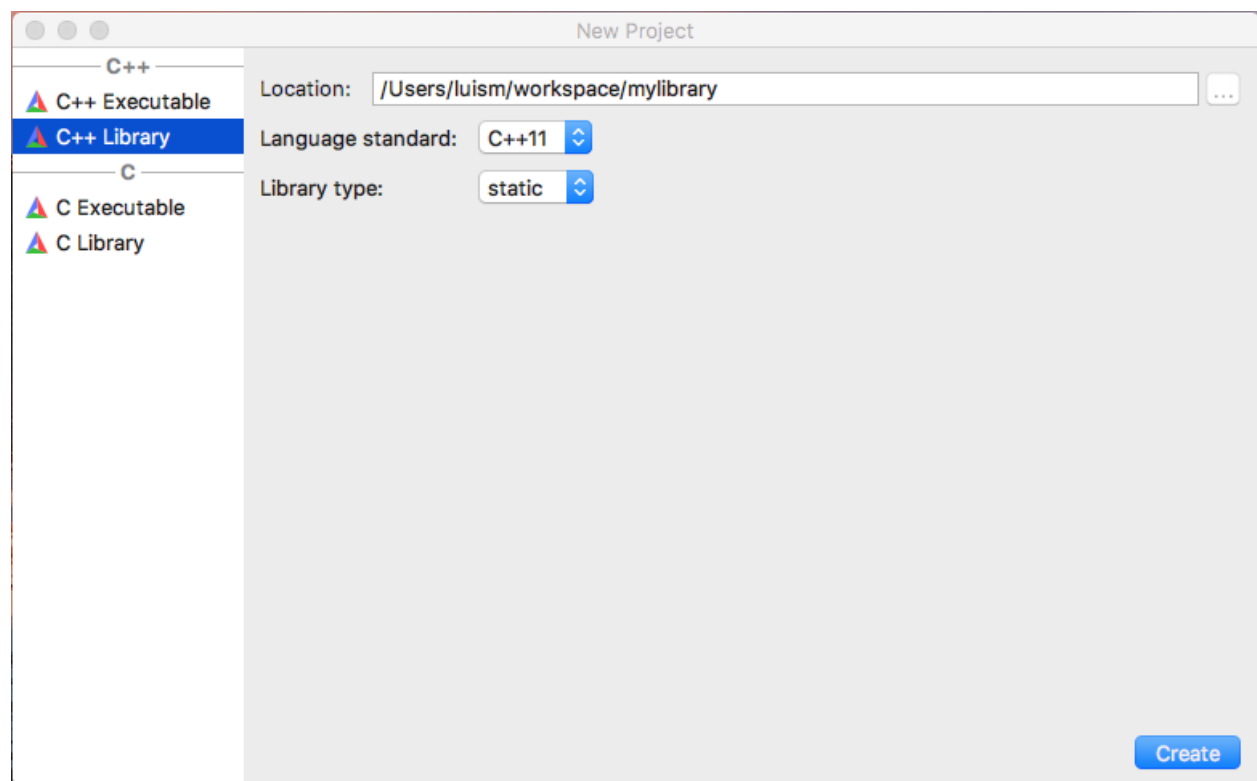 New Project
C++
C++ Executable
C++ Library
C
C Executable
C Library
Location: /Users/luism/workspace/mylibrary ...
Language standard: C++11
Library type: static
Create